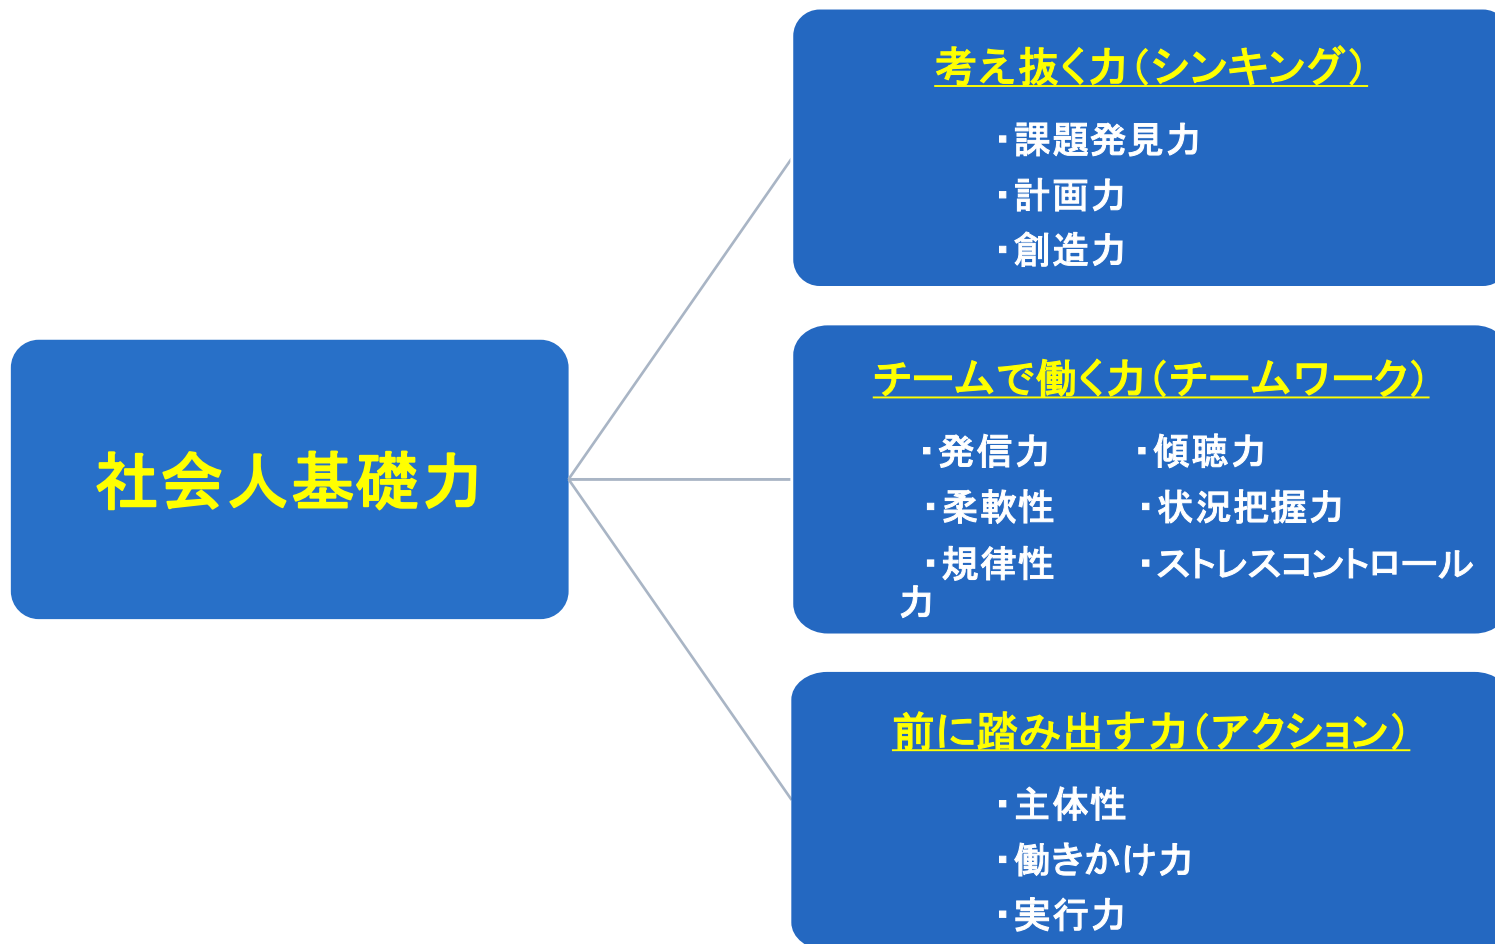 社会人基礎力
考え抜く力（シンキング）
・課題発見力
・計画力
・創造力
チームで働く力（チームワーク）
・発信力　　・傾聴力
・柔軟性　　・状況把握力
・規律性　　・ストレスコントロール
力
前に踏み出す力（アクション）
・主体性
・働きかけ力
・実行力